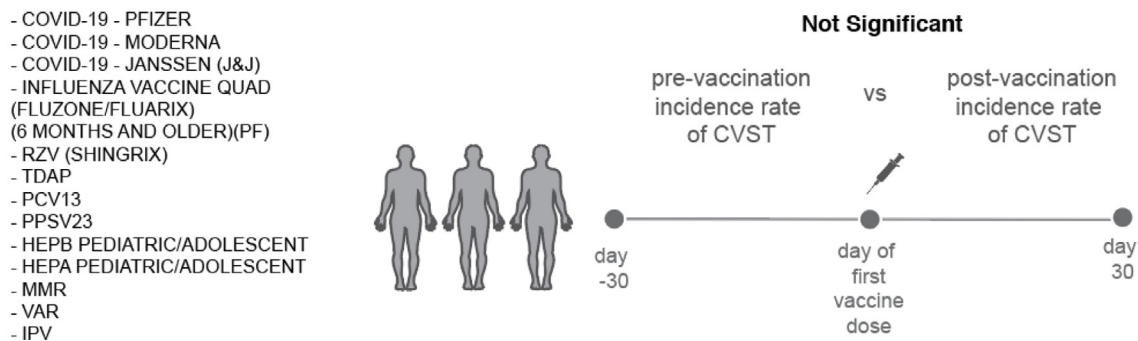 - COVID-19 - PFIZER
- COVID-19 - MODERNA
- COVID-19 - JANSSEN (J&J)
- INFLUENZA VACCINE QUAD
(FLUZONE/FLUARIX)
(6 MONTHS AND OLDER)(PF)
- RZV (SHINGRIX)
- TDAP
- PCV13
- PPSV23
- HEPB PEDIATRIC/ADOLESCENT
- HEPA PEDIATRIC/ADOLESCENT
- MMR
- VAR
- IPV
Not Significant
pre-vaccination
incidence rate
of CVST
vs
post-vaccination
incidence rate
of CVST
day
-30
day of
first
vaccine
dose
day
30